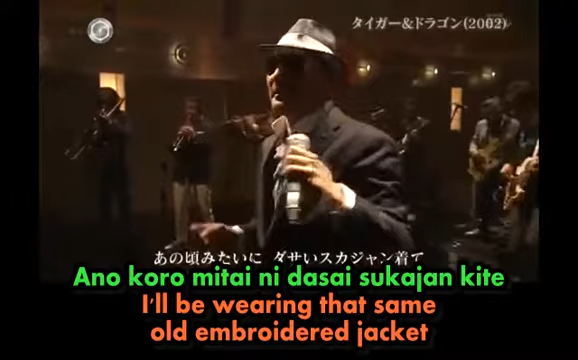 タイガー&ドラゴン(2002)
あの頃みたいに ダサいスカジャン着て
Ano koro mitai ni dasai sukajan kite
I'll be wearing that same
old embroidered jacket